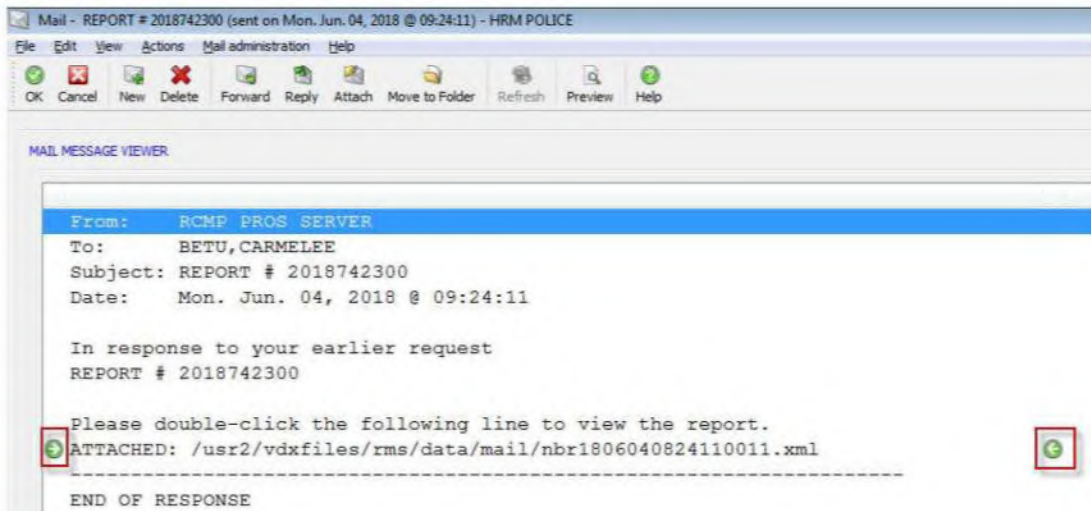 Mail - REPORT # 2018742300 (sent on Mon. Jun. 04, 2018 @ 09:24:11) - HRM POLICE
File Edit View Actions Mail administration Help
OK Cancel New Delete Forward Reply Attach Move to Folder Refresh Preview Help
MAIL MESSAGE VIEWER
From: RCMP PROS SERVER
To: BETU,CARMELEE
Subject: REPORT # 2018742300
Date: Mon. Jun. 04, 2018 @ 09:24:11
In response to your earlier request
REPORT # 2018742300
Please double-click the following line to view the report.
ATTACHED: /usr2/vdxfiles/rms/data/mail/nbr1806040824110011.xml
--------------------------------------------------------------
END OF RESPONSE